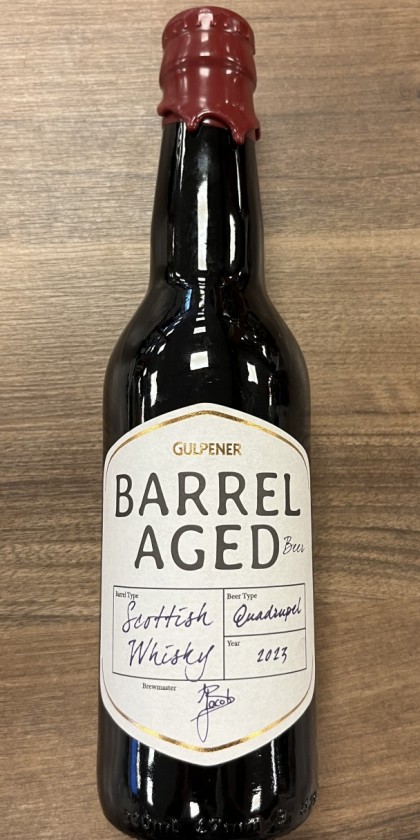 GULPENER
BARREL
AGED Beer
Barrel Type
Scottish
Whisky
Beer Type
Quadrupel
Year
2023
Brewmaster
Jacob